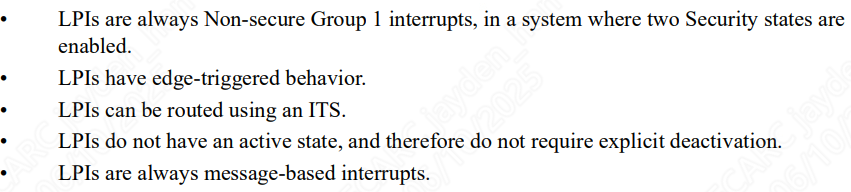 • LPIs are always Non-secure Group 1 interrupts, in a system where two Security states are
enabled.
• LPIs have edge-triggered behavior.
• LPIs can be routed using an ITS.
• LPIs do not have an active state, and therefore do not require explicit deactivation.
• LPIs are always message-based interrupts.